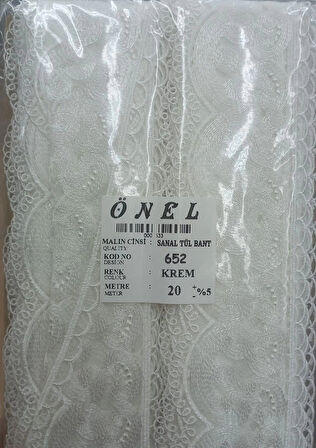 ÖNEL
MALIN CİNSİ : SANAL TÜL BANT
QUALITY
KOD NO : 652
DESIGN
RENK : KREM
COLOUR
METRE : 20 ± %5
METER